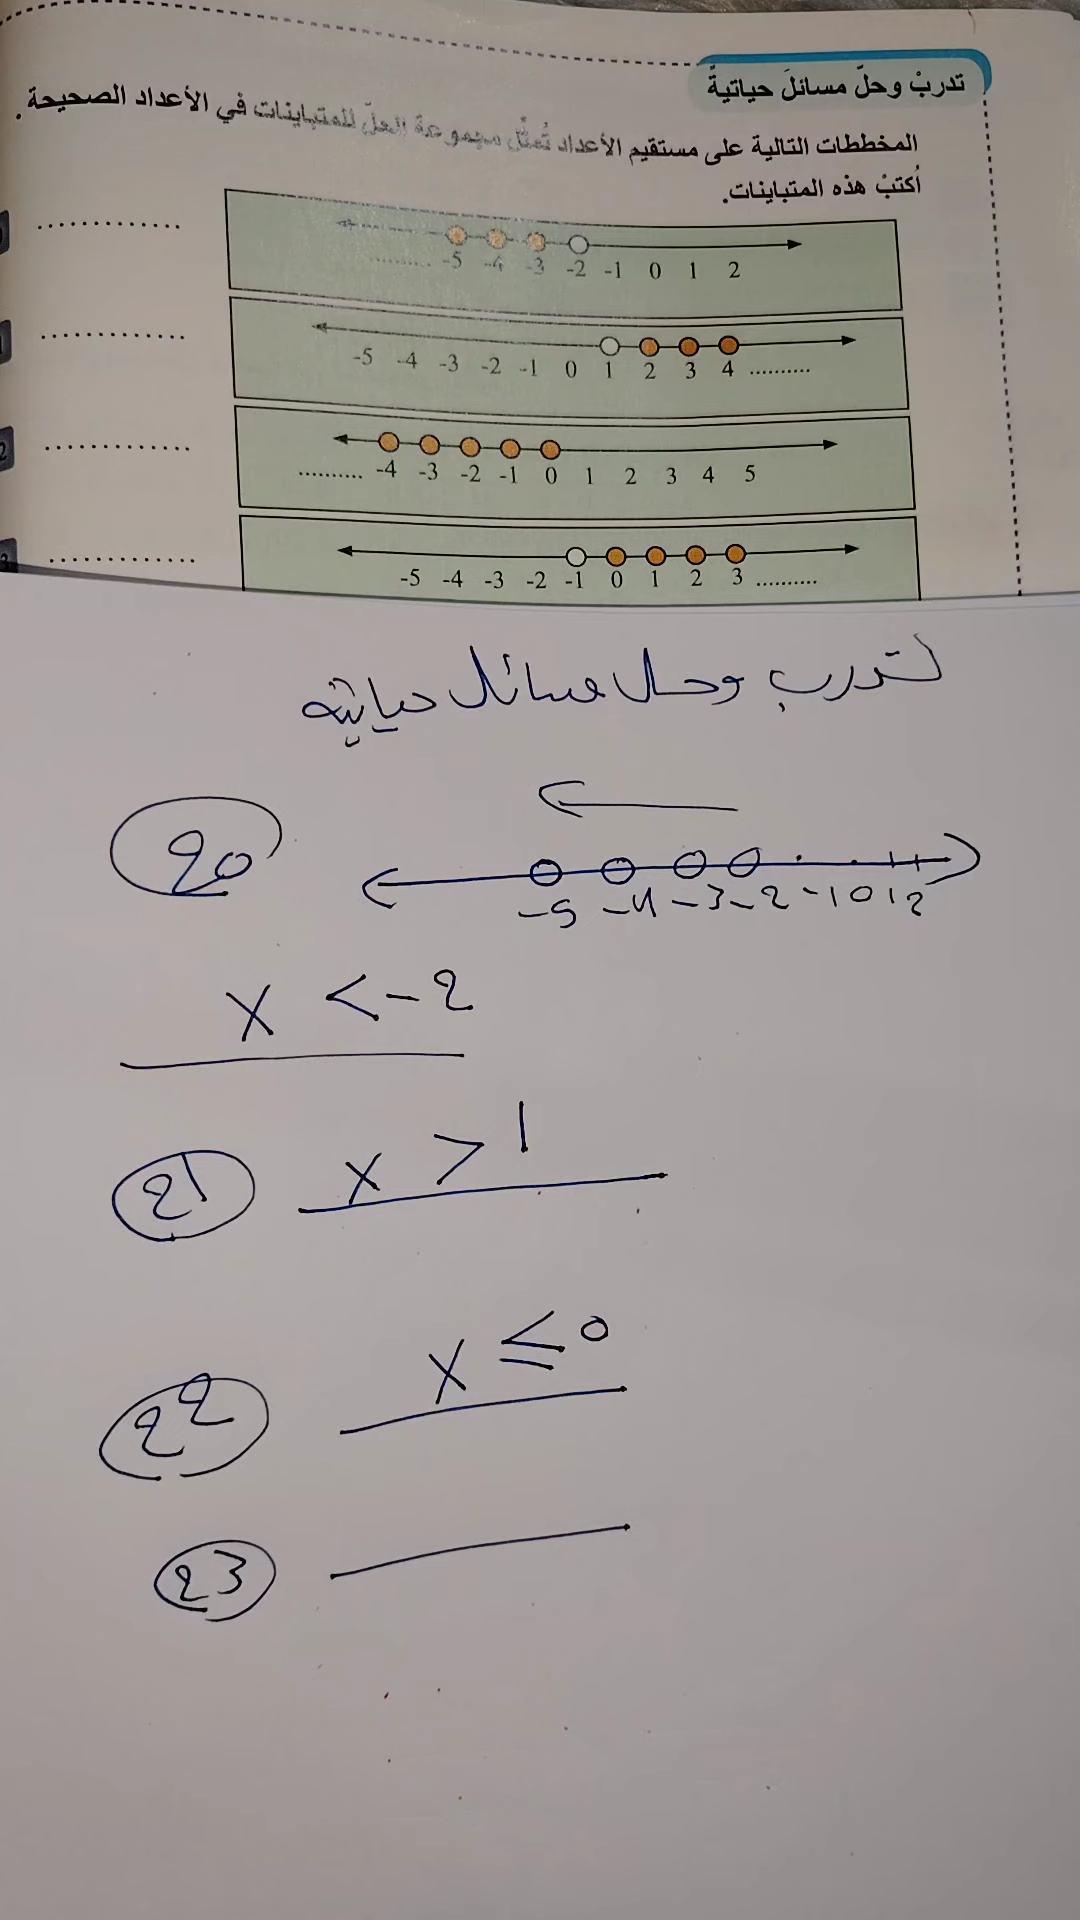 تدربْ وحلّ مسائلَ حياتيةً
المخططات التالية على مستقيم الأعداد تُمثِّل مجموعة الحلّ للمتباينات في الأعداد الصحيحة .
أكتبْ هذه المتباينات.
.......... -5 -4 -3 -2 -1 0 1 2
.............
-5 -4 -3 -2 -1 0 1 2 3 4 ..........
.............
.......... -4 -3 -2 -1 0 1 2 3 4 5
2 .............
-5 -4 -3 -2 -1 0 1 2 3 ..........
3 .............
تدرب وحل مسائل حياتيه
20
-5 -4 -3 -2 -1 0 1 2
x < -2
21 x > 1
22 x ≤ 0
23